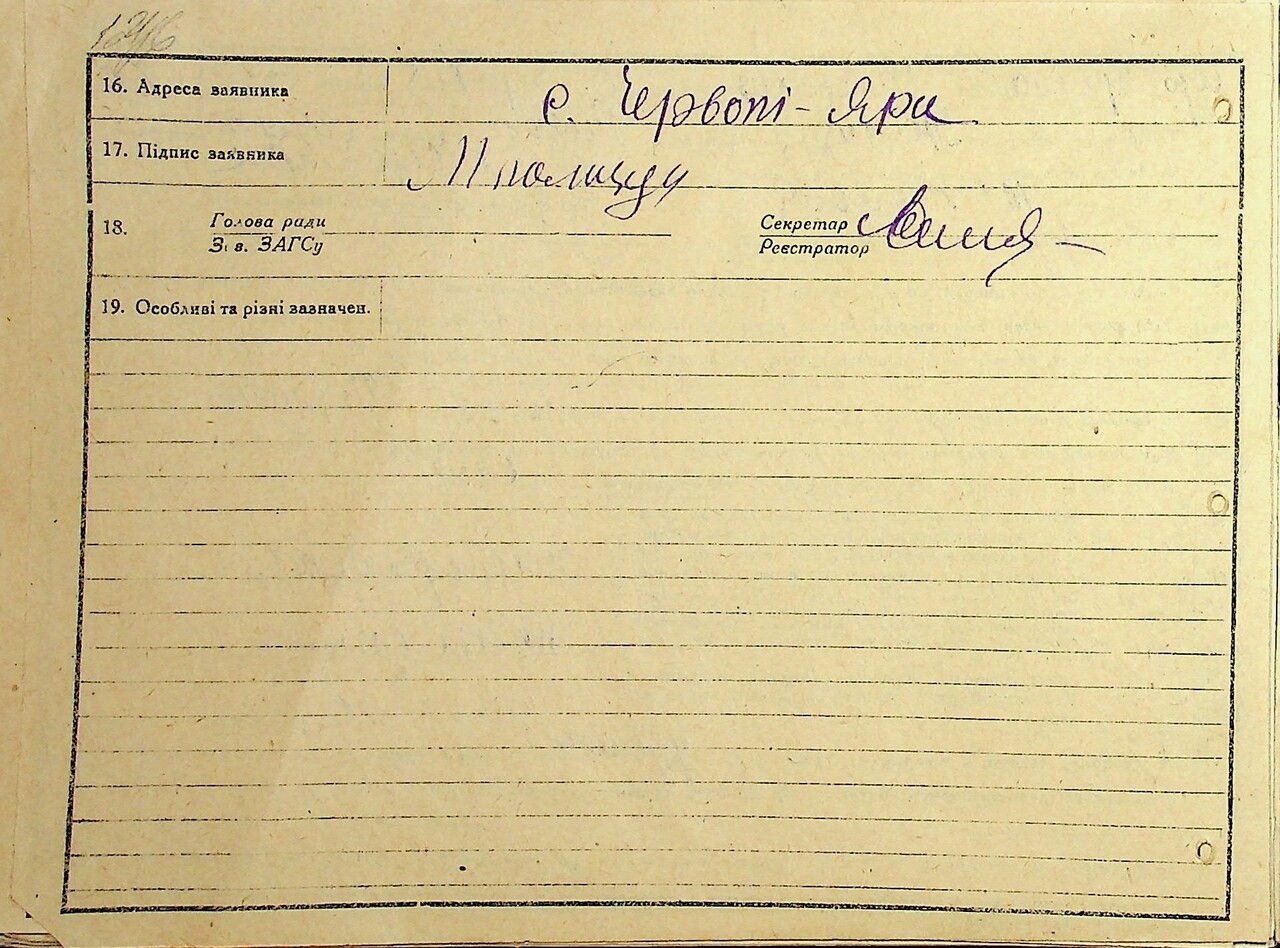 16. Адреса заявника с. Червоні-Яри
17. Підпис заявника
18. Голова ради Секретар
Зав. ЗАГСу Реєстратор
19. Особливі та різні зазначен.